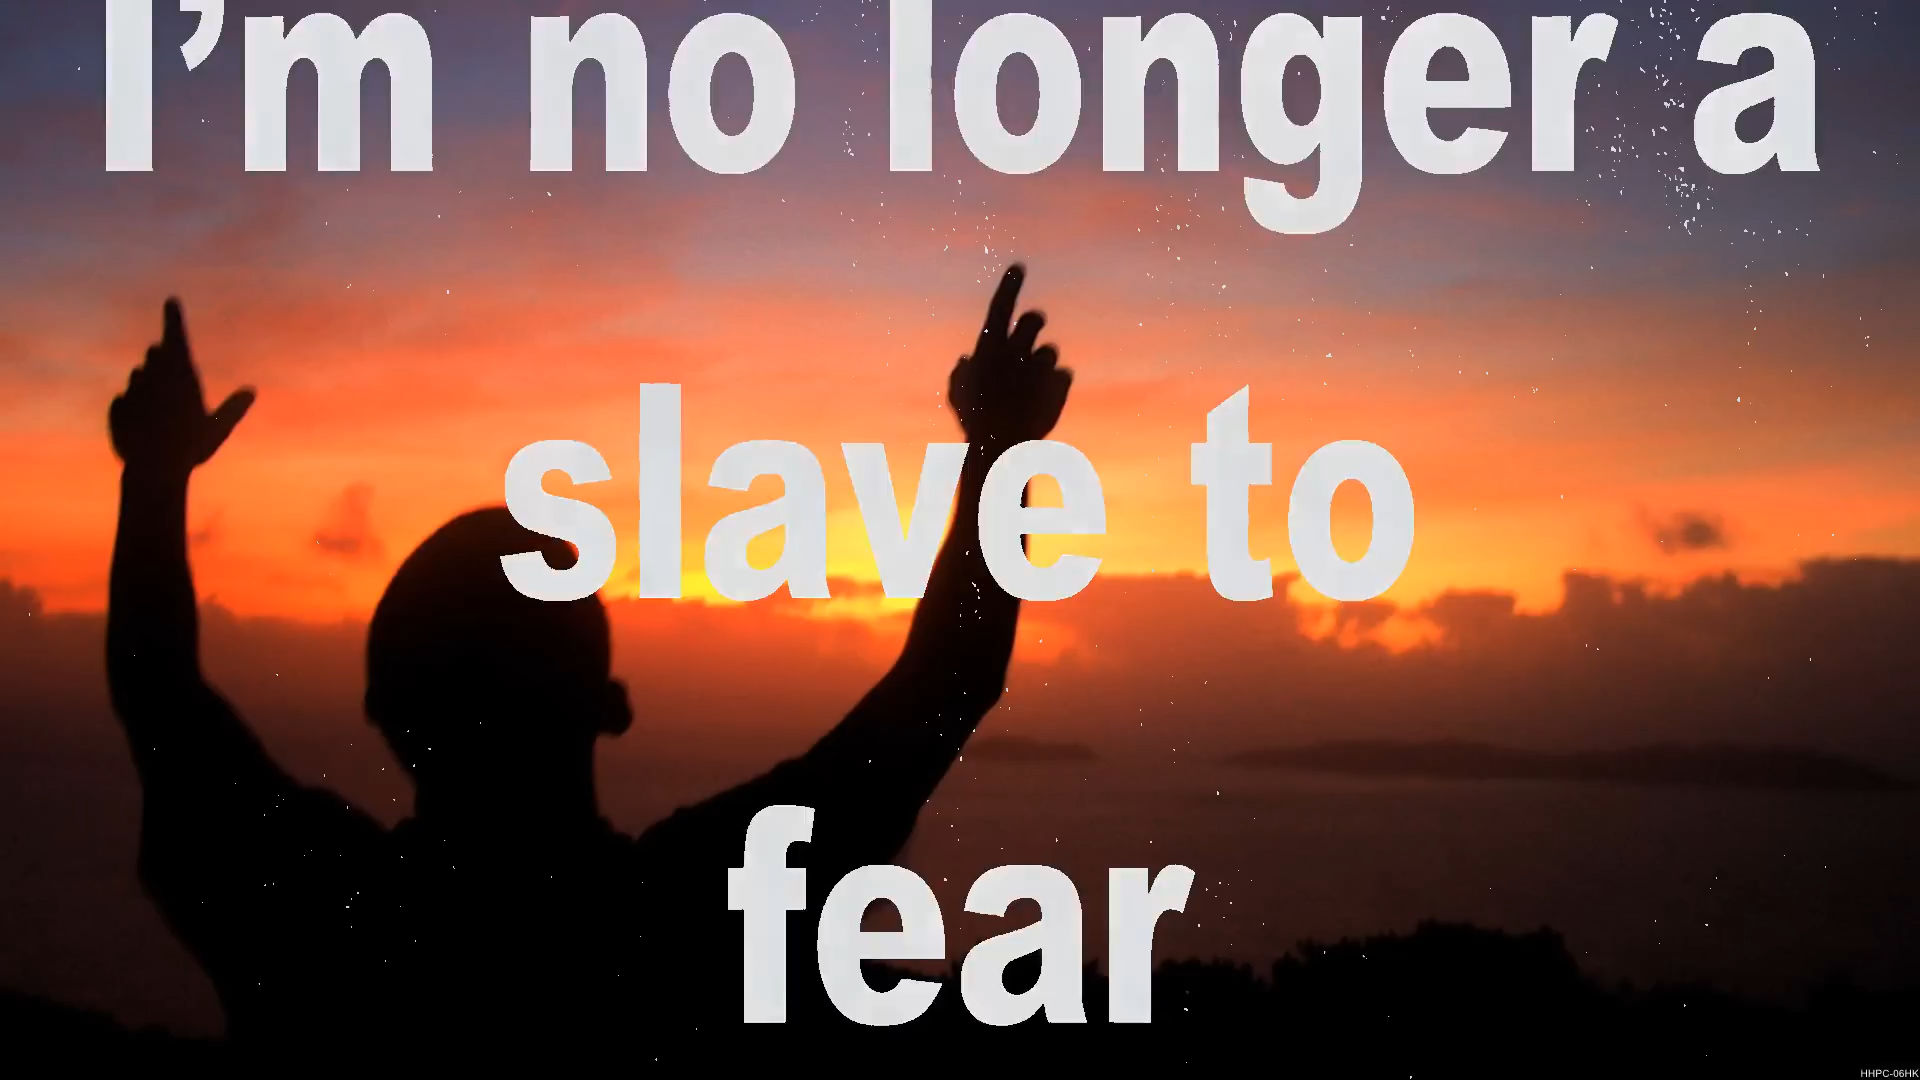 I’m no longer a
slave to
fear
HHPC-06HK